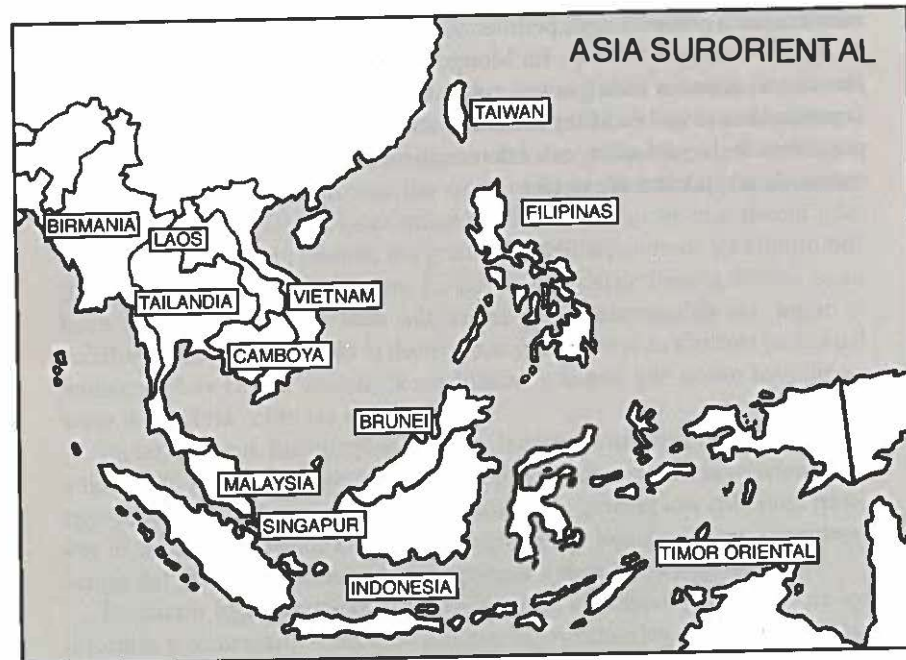 ASIA SURORIENTAL
TAIWAN
BIRMANIA
LAOS
FILIPINAS
TAILANDIA
VIETNAM
CAMBOYA
BRUNEI
MALAYSIA
SINGAPUR
TIMOR ORIENTAL
INDONESIA